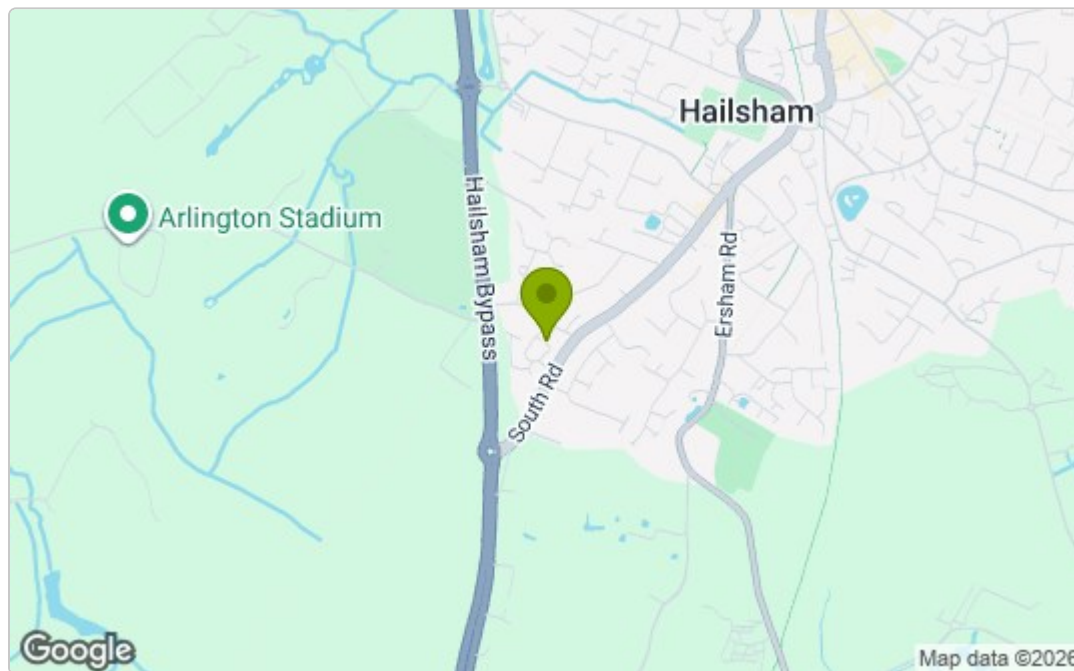 Hailsham
Arlington Stadium
Hailsham Bypass
Ersham Rd
South Rd
Google
Map data ©2026